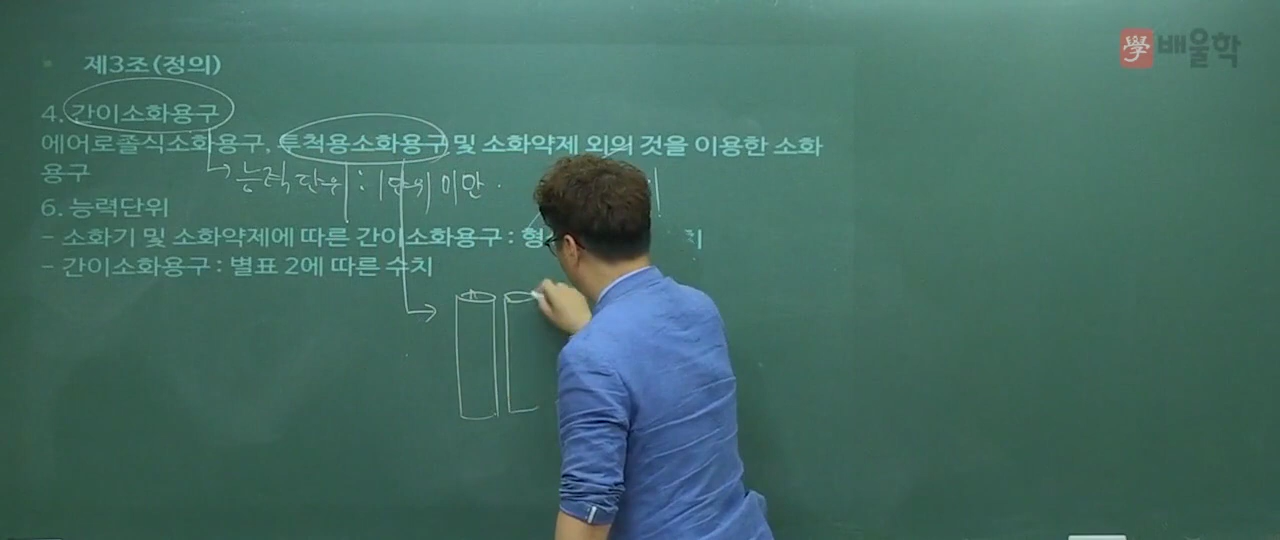 學 배울학
제3조(정의)
4. 간이소화용구
에어로졸식소화용구, 투척용소화용구 및 소화약제 외의 것을 이용한 소화
용구
능력단위 : 1단위 미만
6. 능력단위
- 소화기 및 소화약제에 따른 간이소화용구 : 형
- 간이소화용구 : 별표 2에 따른 수치